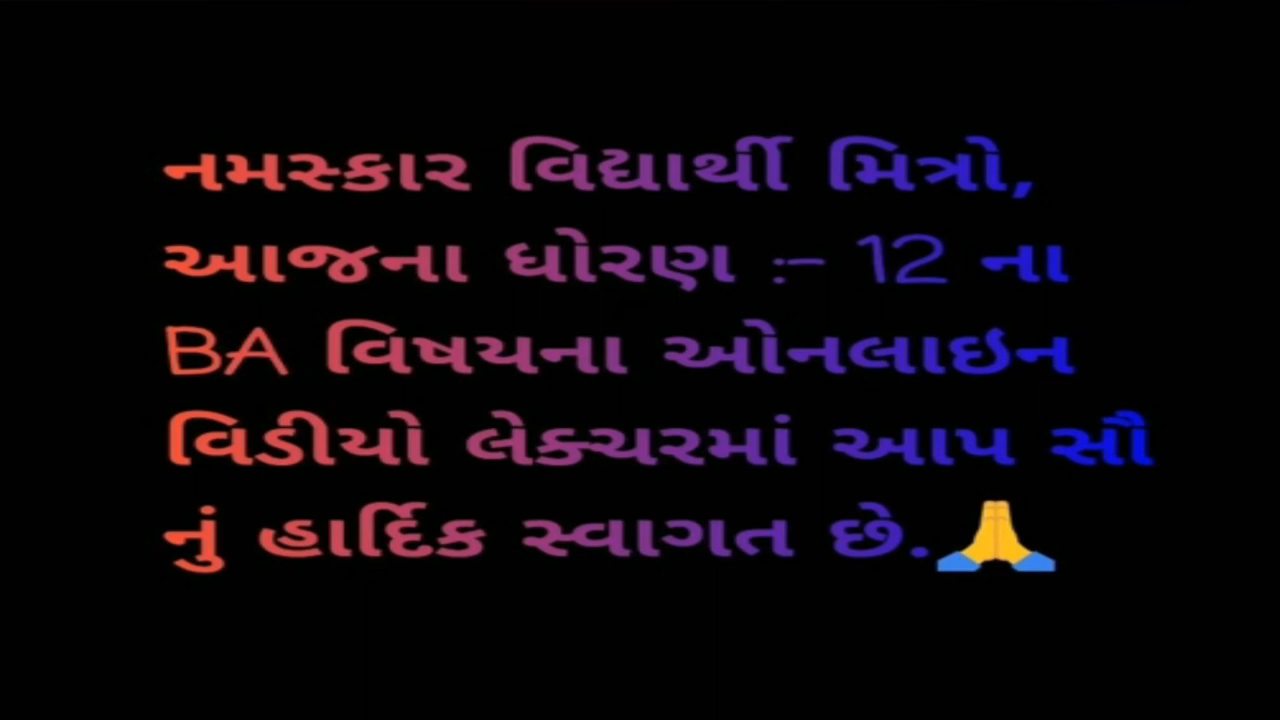 નમસ્કાર વિદ્યાર્થી મિત્રો,
આજના ધોરણ :- 12 ના
BA વિષયના ઓનલાઇન
વિડીયો લેક્ચરમાં આપ સૌ
નું હાર્દિક સ્વાગત છે.🙏